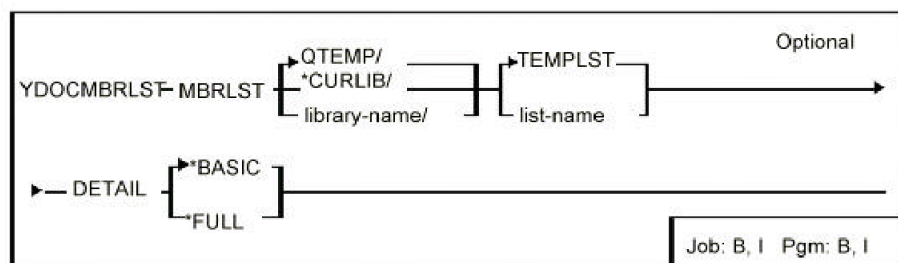 Optional
QTEMP/
TEMPLST
*CURLIB/
YDOCMBRLST MBRLST
library-name/
list-name
*BASIC
DETAIL
*FULL
Job: B, I Pgm: B, I